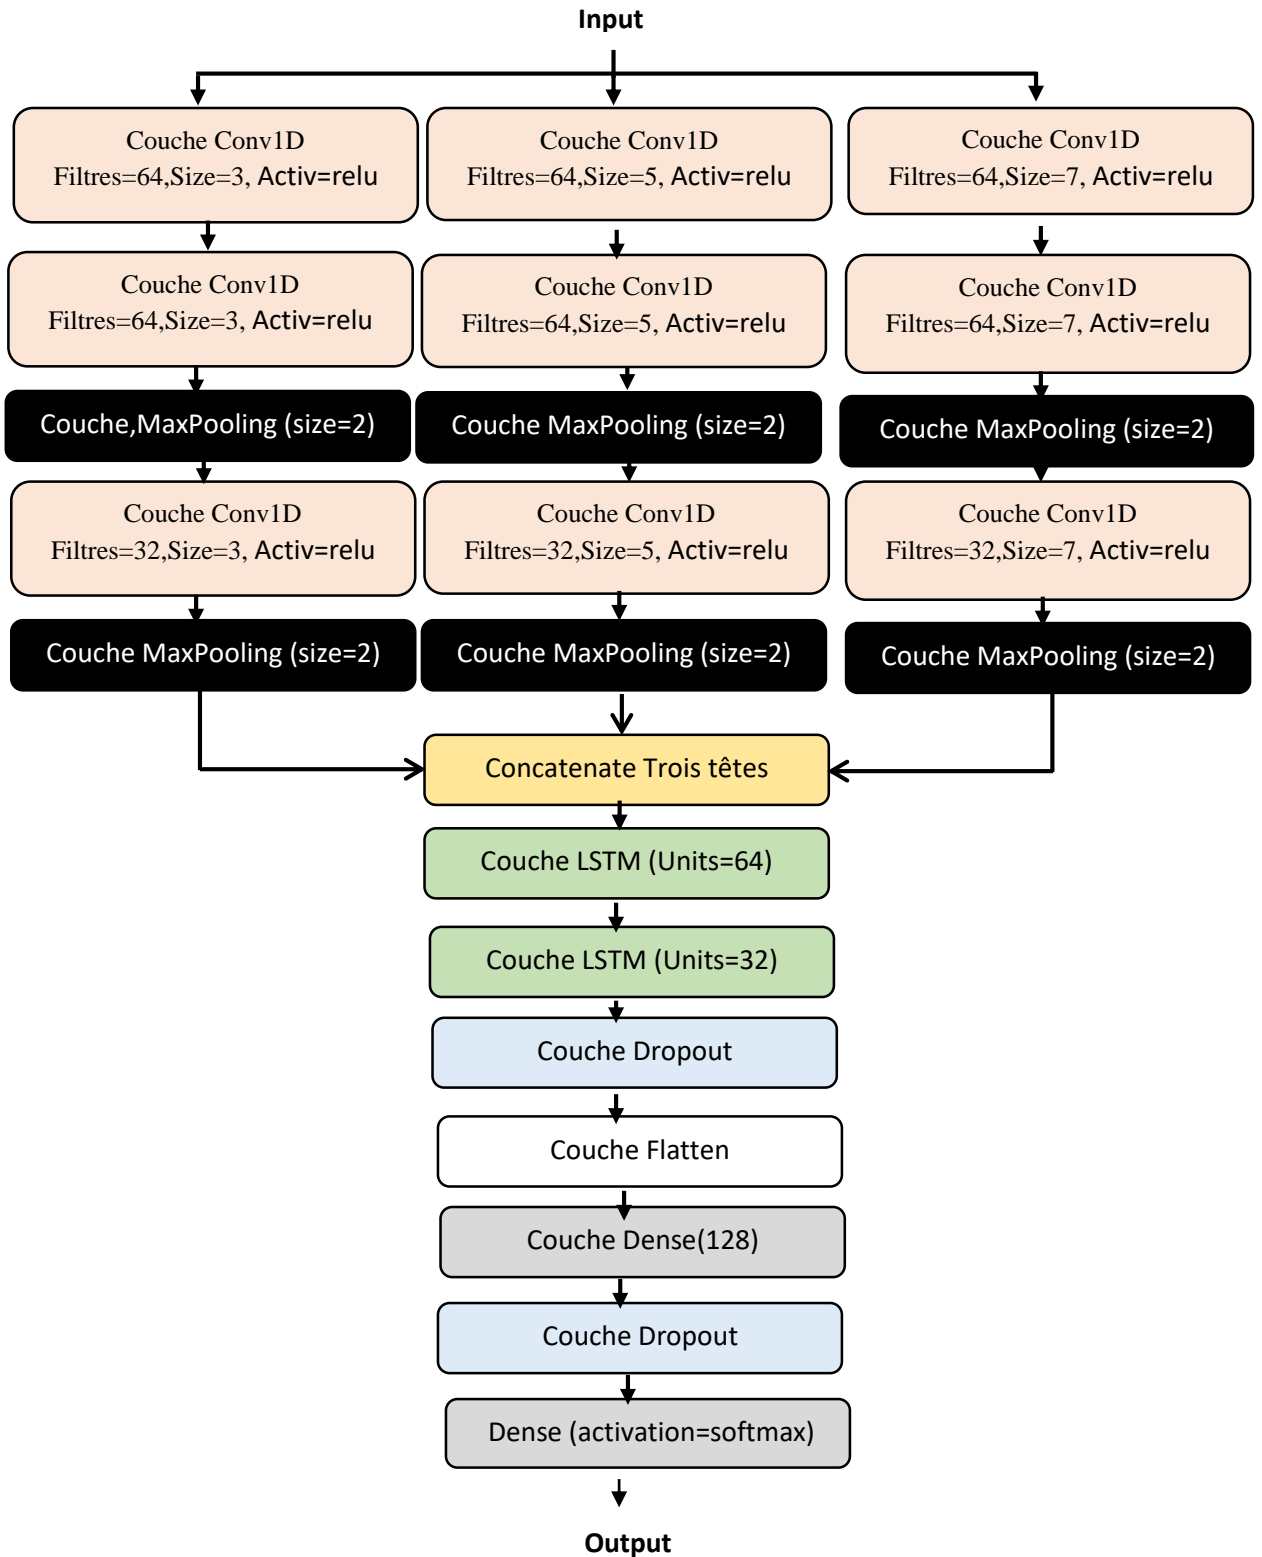 Input
Couche Conv1D
Filtres=64,Size=3, Activ=relu
Couche Conv1D
Filtres=64,Size=5, Activ=relu
Couche Conv1D
Filtres=64,Size=7, Activ=relu
Couche Conv1D
Filtres=64,Size=3, Activ=relu
Couche Conv1D
Filtres=64,Size=5, Activ=relu
Couche Conv1D
Filtres=64,Size=7, Activ=relu
Couche,MaxPooling (size=2)
Couche MaxPooling (size=2)
Couche MaxPooling (size=2)
Couche Conv1D
Filtres=32,Size=3, Activ=relu
Couche Conv1D
Filtres=32,Size=5, Activ=relu
Couche Conv1D
Filtres=32,Size=7, Activ=relu
Couche MaxPooling (size=2)
Couche MaxPooling (size=2)
Couche MaxPooling (size=2)
Concatenate Trois têtes
Couche LSTM (Units=64)
Couche LSTM (Units=32)
Couche Dropout
Couche Flatten
Couche Dense(128)
Couche Dropout
Dense (activation=softmax)
Output